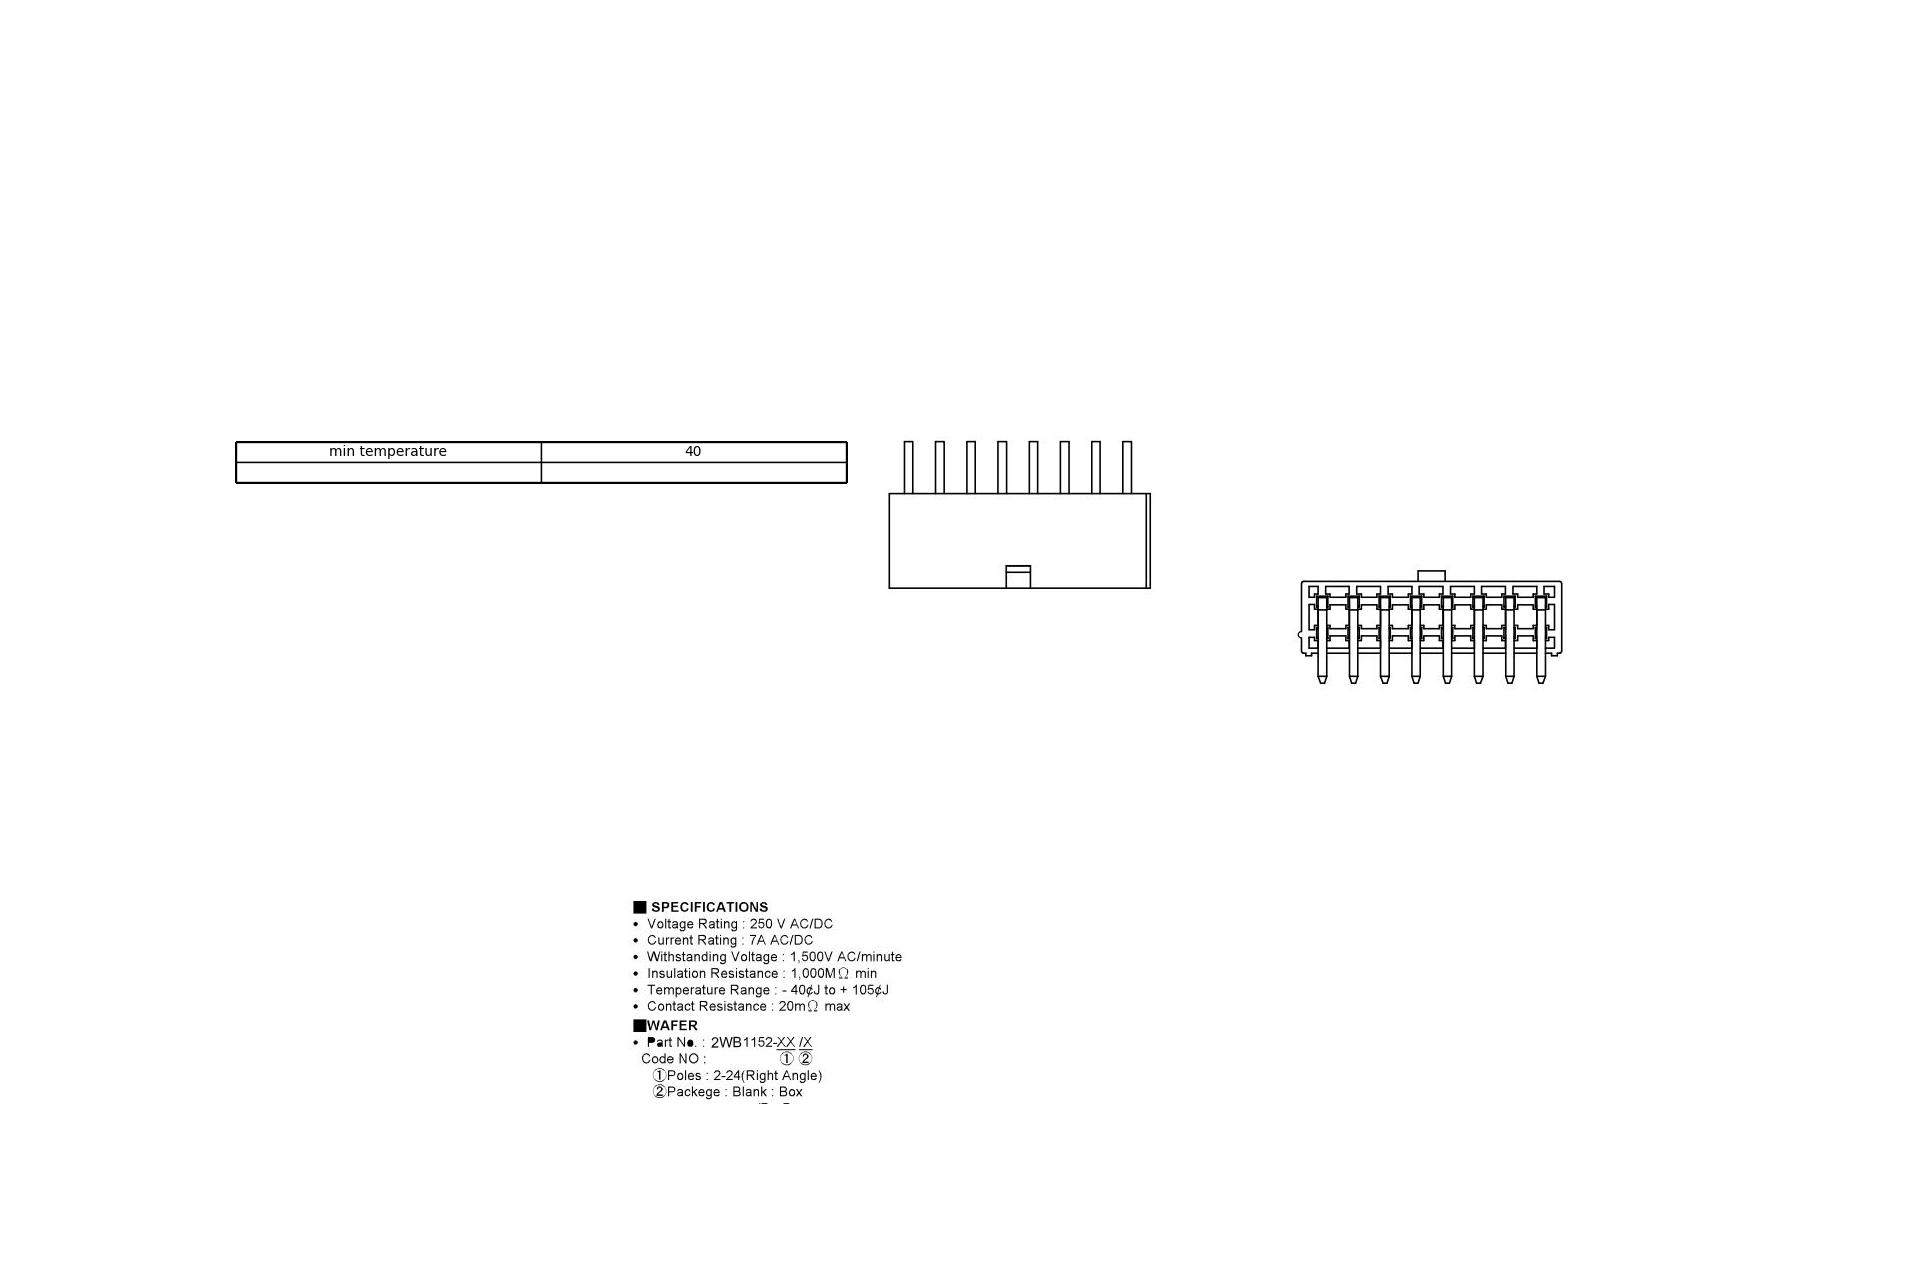 min temperature 40
■ SPECIFICATIONS
• Voltage Rating : 250 V AC/DC
• Current Rating : 7A AC/DC
• Withstanding Voltage : 1,500V AC/minute
• Insulation Resistance : 1,000MΩ min
• Temperature Range : - 40¢J to + 105¢J
• Contact Resistance : 20mΩ max
■WAFER
• Part No. : 2WB1152-XX /X
Code NO : ① ②
①Poles : 2-24(Right Angle)
②Packege : Blank : Box